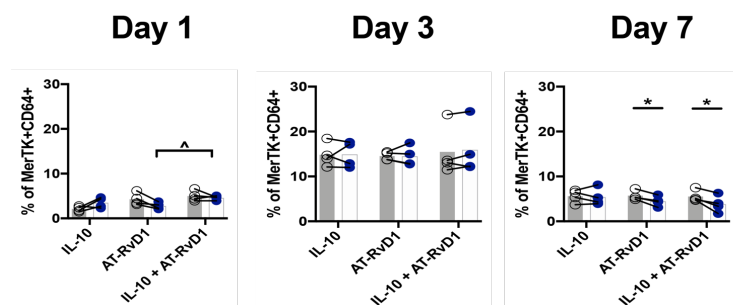 Day 1
Day 3
Day 7
% of MerTK+CD64+
30
20
10
0
^
IL-10
AT-RvD1
IL-10 + AT-RvD1
% of MerTK+CD64+
30
20
10
0
IL-10
AT-RvD1
IL-10 + AT-RvD1
% of MerTK+CD64+
30
20
10
0
*
*
IL-10
AT-RvD1
IL-10 + AT-RvD1